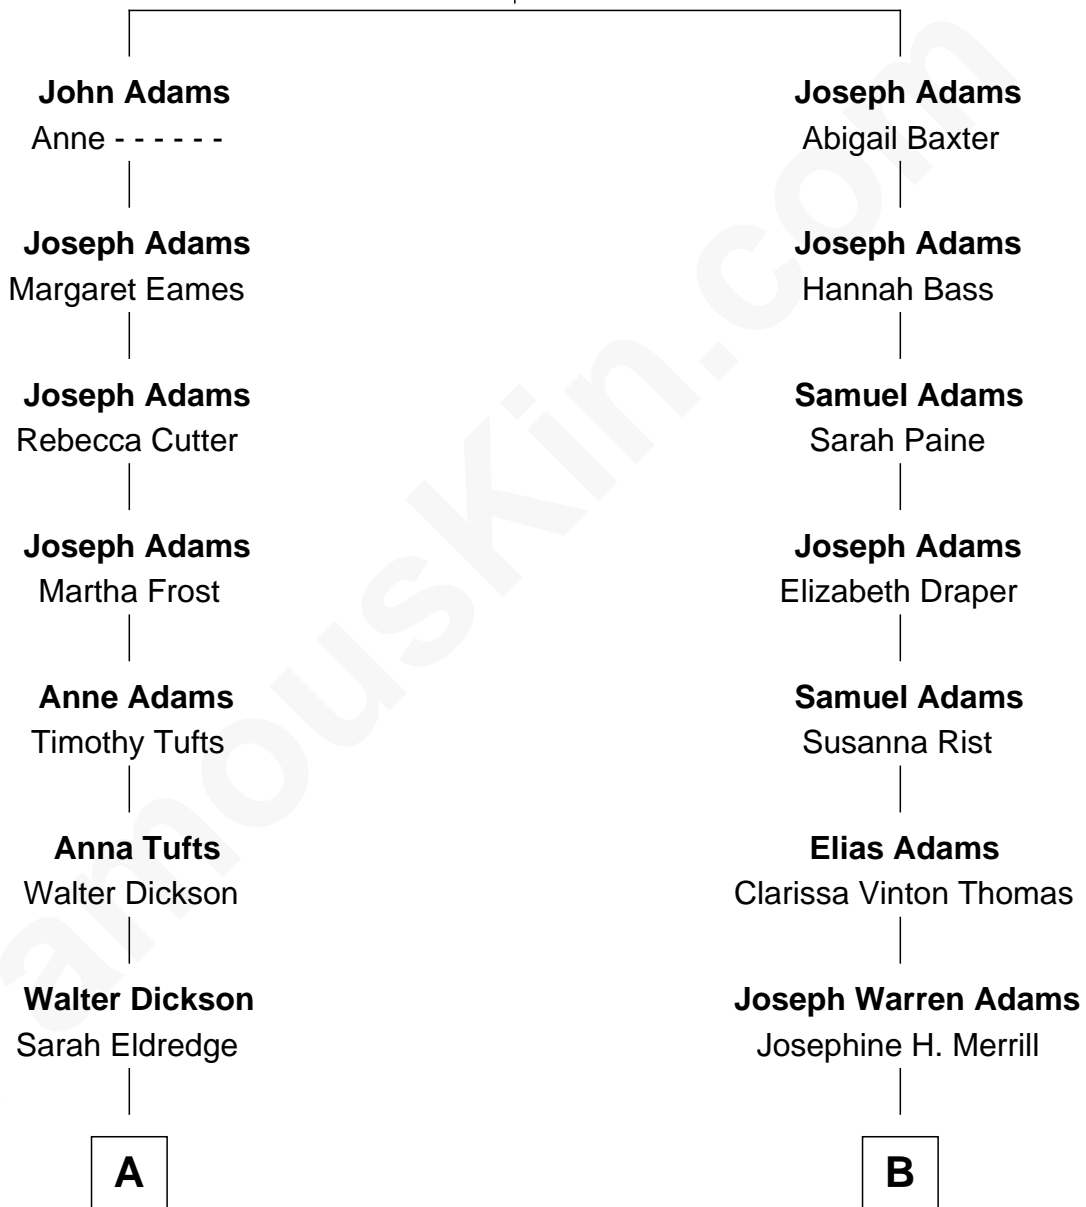 John Adams
Anne - - - - - -
Joseph Adams
Margaret Eames
Joseph Adams
Rebecca Cutter
Joseph Adams
Martha Frost
Anne Adams
Timothy Tufts
Anna Tufts
Walter Dickson
Walter Dickson
Sarah Eldredge
A
Joseph Adams
Abigail Baxter
Joseph Adams
Hannah Bass
Samuel Adams
Sarah Paine
Joseph Adams
Elizabeth Draper
Samuel Adams
Susanna Rist
Elias Adams
Clarissa Vinton Thomas
Joseph Warren Adams
Josephine H. Merrill
B
amouskin.com